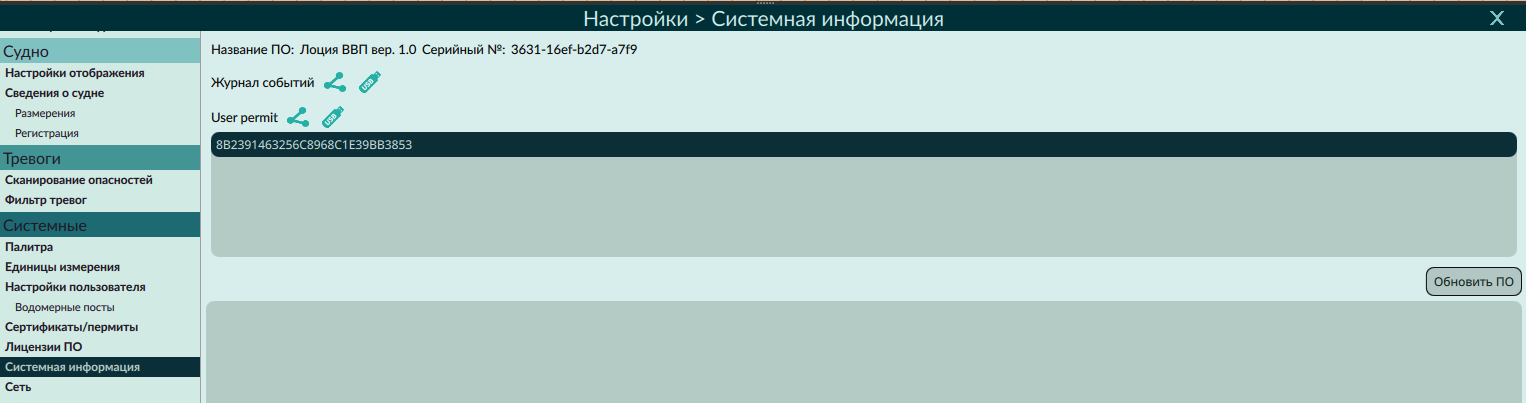 Настройки > Системная информация
X
Судно
Настройки отображения
Сведения о судне
Размерения
Регистрация
Тревоги
Сканирование опасностей
Фильтр тревог
Системные
Палитра
Единицы измерения
Настройки пользователя
Водомерные посты
Сертификаты/пермиты
Лицензии ПО
Системная информация
Сеть
Название ПО: Лоция ВВП вер. 1.0 Серийный №: 3631-16ef-b2d7-a7f9
Журнал событий USB
User permit USB
8B2391463256C8968C1E39BB3853
Обновить ПО